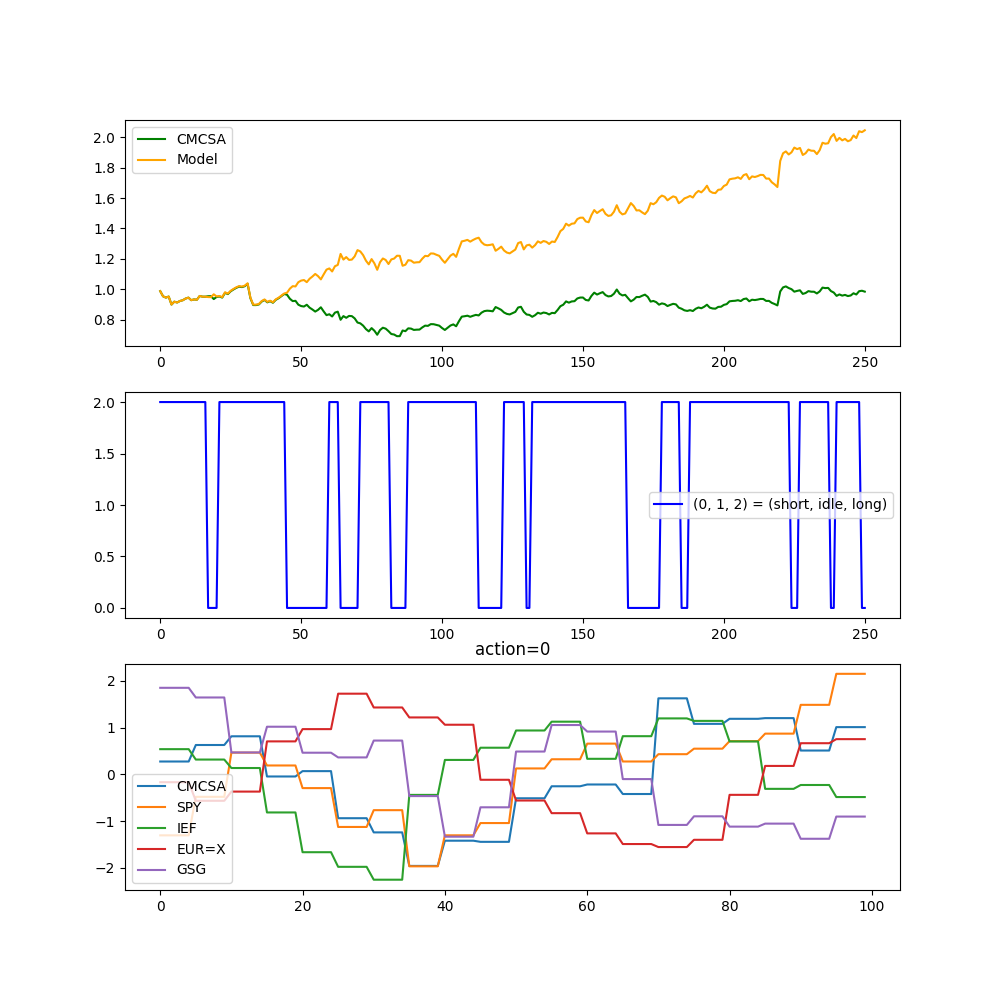 CMCSA
Model
2.0
1.8
1.6
1.4
1.2
1.0
0.8
0 50 100 150 200 250
2.0
1.5
1.0
0.5
0.0
(0, 1, 2) = (short, idle, long)
0 50 100 150 200 250
action=0
2
1
0
−1
−2
CMCSA
SPY
IEF
EUR=X
GSG
0 20 40 60 80 100